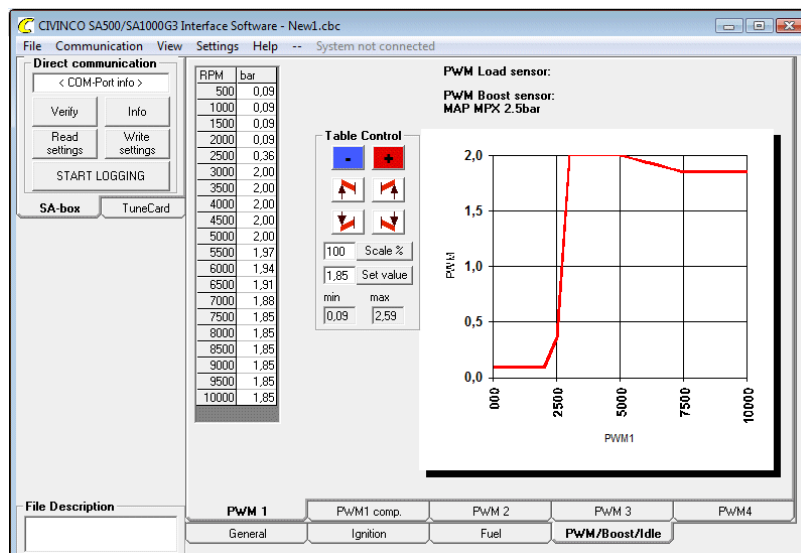 CIVINCO SA500/SA1000G3 Interface Software - New1.cbc
File Communication View Settings Help -- System not connected
Direct communication
< COM-Port info >
Verify Info
Read settings Write settings
START LOGGING
SA-box TuneCard
RPM bar
500 0,09
1000 0,09
1500 0,09
2000 0,09
2500 0,36
3000 2,00
3500 2,00
4000 2,00
4500 2,00
5000 2,00
5500 1,97
6000 1,94
6500 1,91
7000 1,88
7500 1,85
8000 1,85
8500 1,85
9000 1,85
9500 1,85
10000 1,85
Table Control
- +
100 Scale %
1,85 Set value
min max
0,09 2,59
PWM Load sensor:
PWM Boost sensor:
MAP MPX 2.5bar
PWM
2,0
1,5
1,0
0,5
0,0
000 2500 5000 7500 10000
PWM1
File Description
PWM 1 PWM1 comp. PWM 2 PWM 3 PWM4
General Ignition Fuel PWM/Boost/Idle